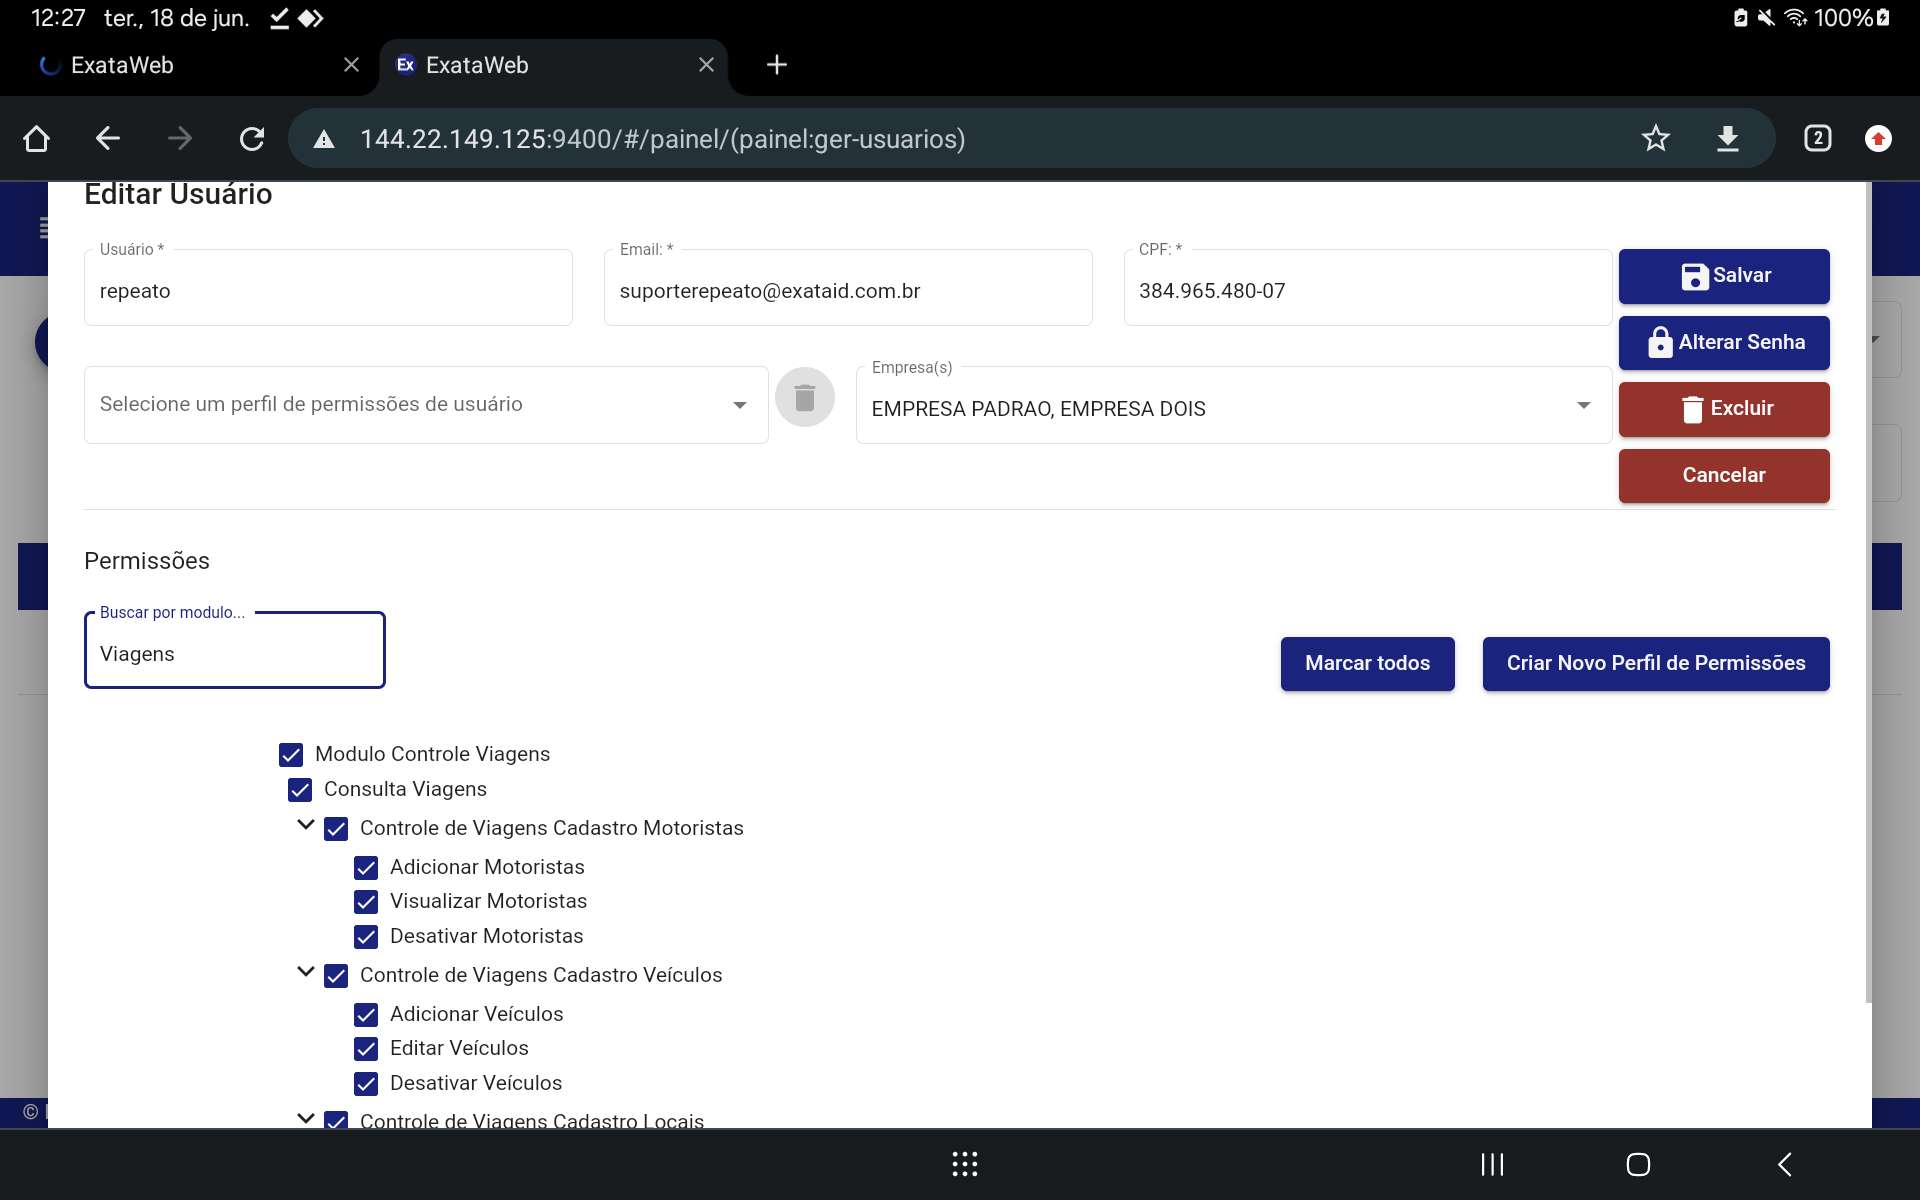 12:27 ter., 18 de jun. 100%
ExataWeb
Ex ExataWeb
144.22.149.125:9400/#/painel/(painel:ger-usuarios) 2
Editar Usuário
Usuário * Email: * CPF: *
repeato suporterepeato@exataid.com.br 384.965.480-07
Salvar
Alterar Senha
Empresa(s)
Selecione um perfil de permissões de usuário EMPRESA PADRAO, EMPRESA DOIS
Excluir
Cancelar
Permissões
Buscar por modulo...
Viagens
Marcar todos Criar Novo Perfil de Permissões
Modulo Controle Viagens
Consulta Viagens
Controle de Viagens Cadastro Motoristas
Adicionar Motoristas
Visualizar Motoristas
Desativar Motoristas
Controle de Viagens Cadastro Veículos
Adicionar Veículos
Editar Veículos
Desativar Veículos
©
Controle de Viagens Cadastro Locais